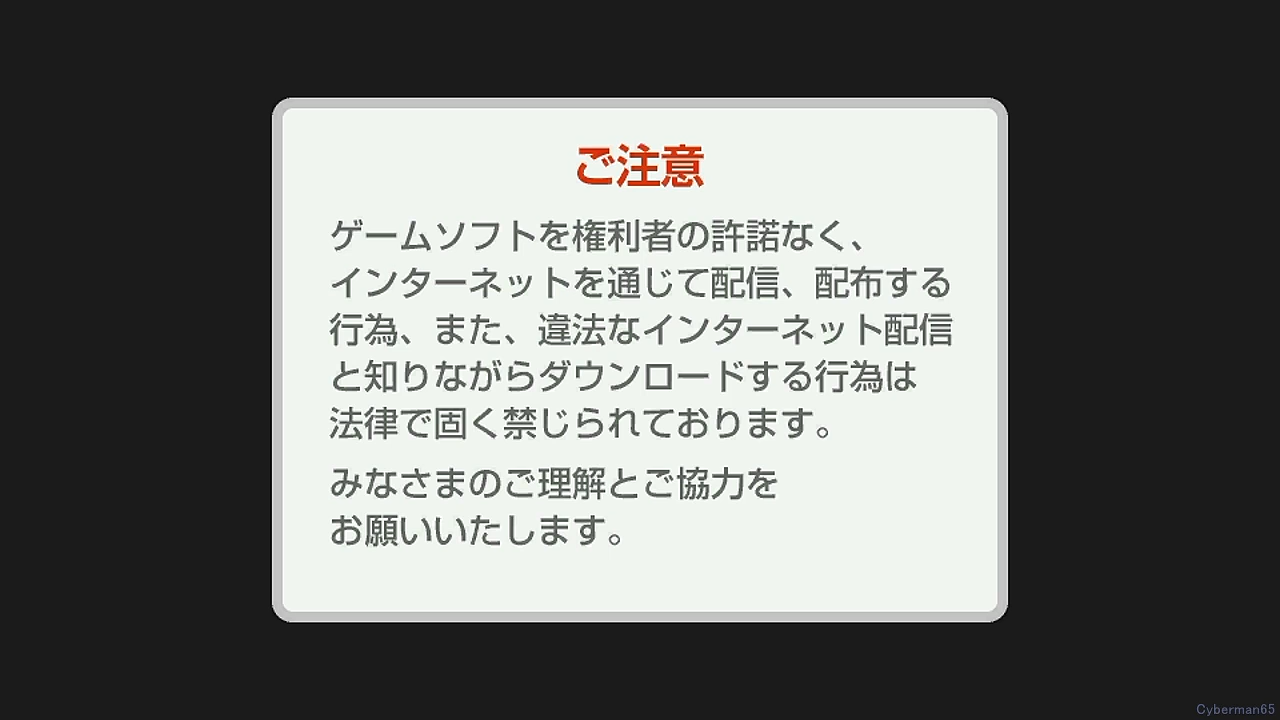 ご注意
ゲームソフトを権利者の許諾なく、
インターネットを通じて配信、配布する
行為、また、違法なインターネット配信
と知りながらダウンロードする行為は
法律で固く禁じられております。
みなさまのご理解とご協力を
お願いいたします。
Cyberman65